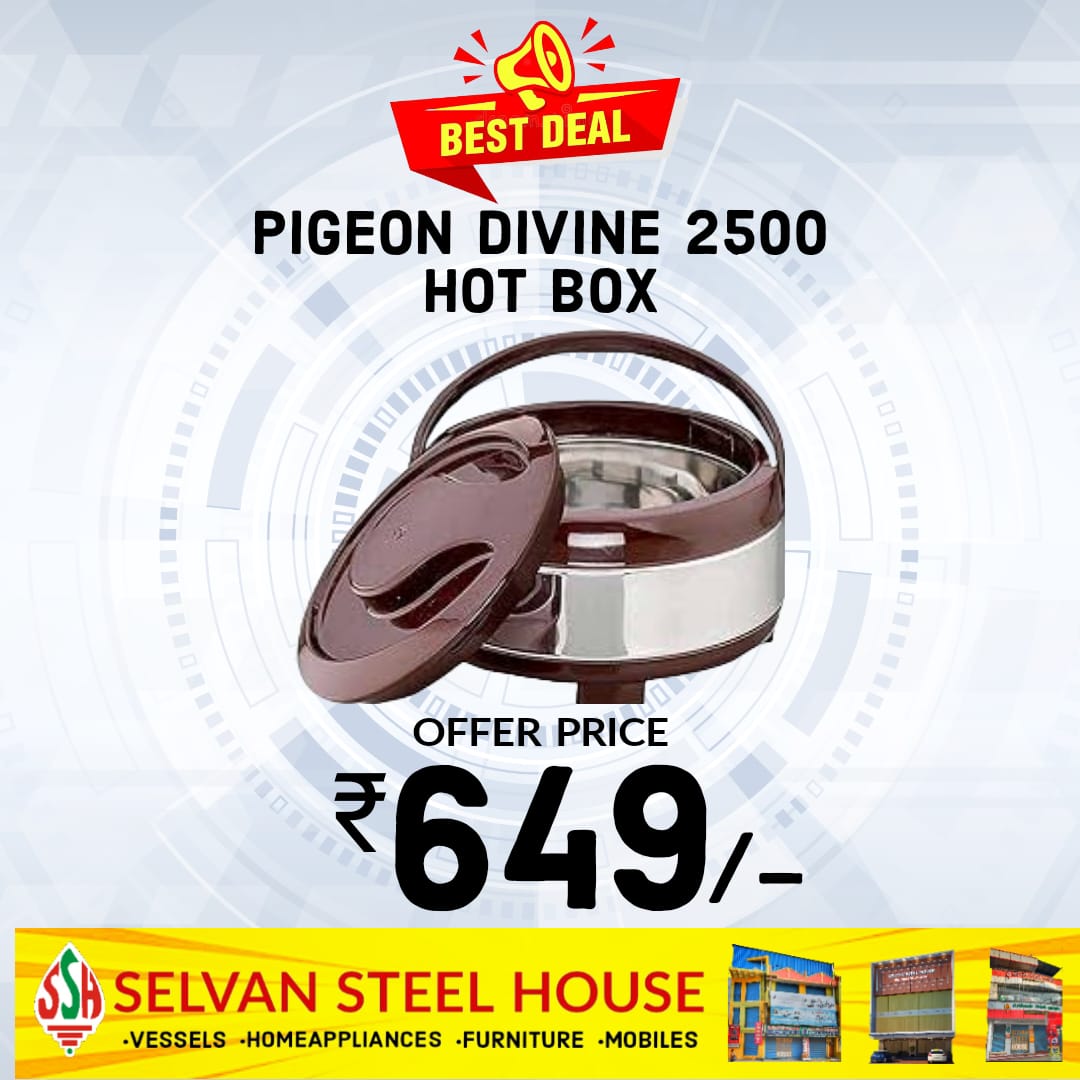 BEST DEAL
PIGEON DIVINE 2500
HOT BOX
OFFER PRICE
₹649/-
SSH SELVAN STEEL HOUSE
•VESSELS •HOMEAPPLIANCES •FURNITURE •MOBILES